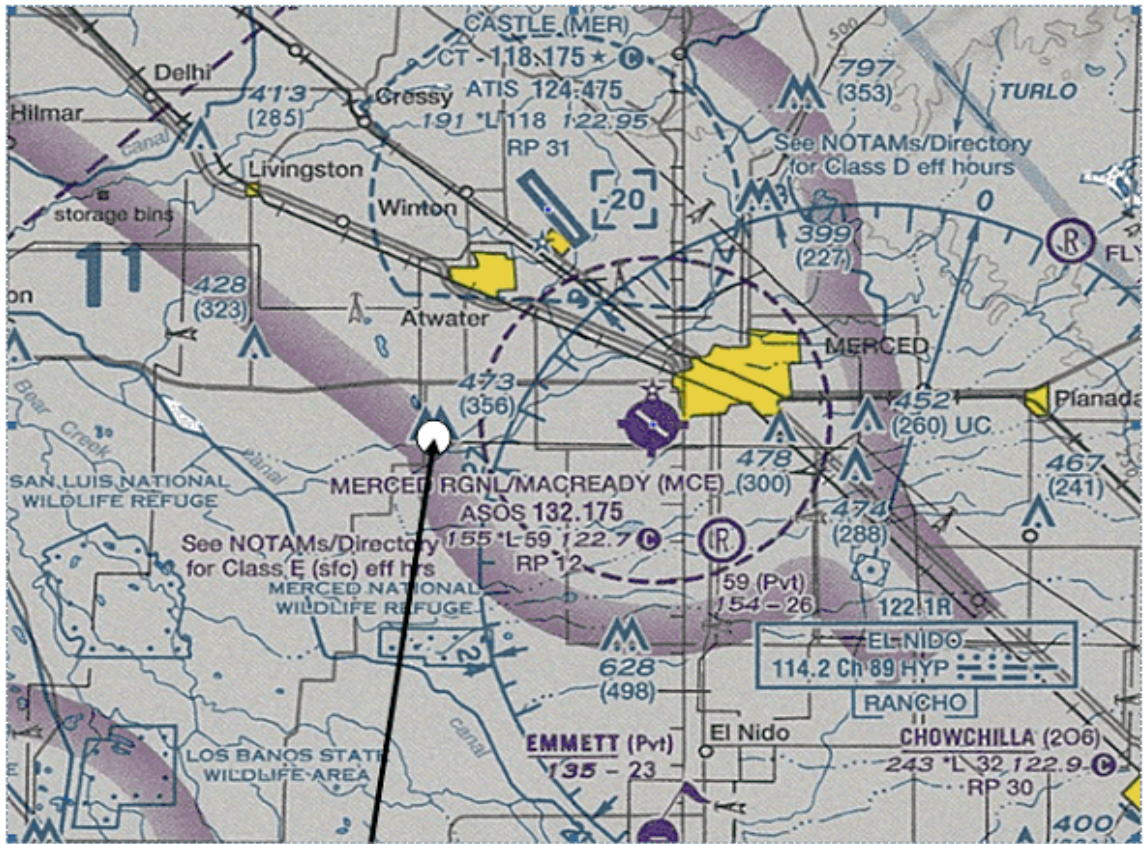 CASTLE (MER)
CT - 118.175 ★ C
ATIS 124.475
191 *L 118 122.95
RP 31
-20
Delhi
Hilmar
413
(285)
canal
Cressy
Livingston
storage bins
Winton
Atwater
11
428
(323)
797
(353)
TURLO
5,000
See NOTAMs/Directory
for Class D eff hours
399
(227)
0
R
FLY
MERCED
Planada
452
(260) UC
467
(241)
473
(356)
478
(300)
474
(288)
Bear
Creek
canal
SAN LUIS NATIONAL
WILDLIFE REFUGE
MERCED RGNL/MACREADY (MCE)
ASOS 132.175
155 *L 59 122.7 C
RP 12
See NOTAMs/Directory
for Class E (sfc) eff hrs
MERCED NATIONAL
WILDLIFE REFUGE
R
59 (Pvt)
154 - 26
122.1R
EL NIDO
114.2 Ch 89 HYP
RANCHO
628
(498)
canal
El Nido
EMMETT (Pvt)
135 - 23
LOS BANOS STATE
WILDLIFE AREA
CHOWCHILLA (2O6)
243 *L 32 122.9 C
RP 30
400